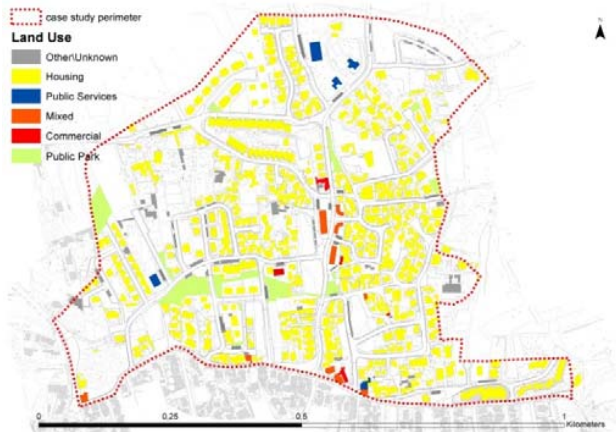 case study perimeter
Land Use
Other\Unknown
Housing
Public Services
Mixed
Commercial
Public Park
0 0,25 0,5 1
Kilometers